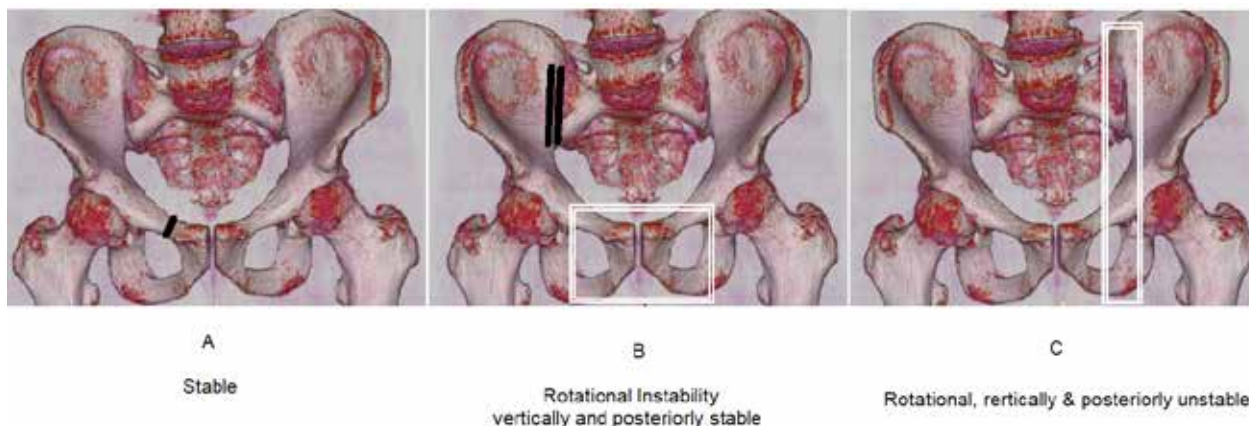 A
Stable
B
Rotational Instability
vertically and posteriorly stable
C
Rotational, rertically & posteriorly unstable